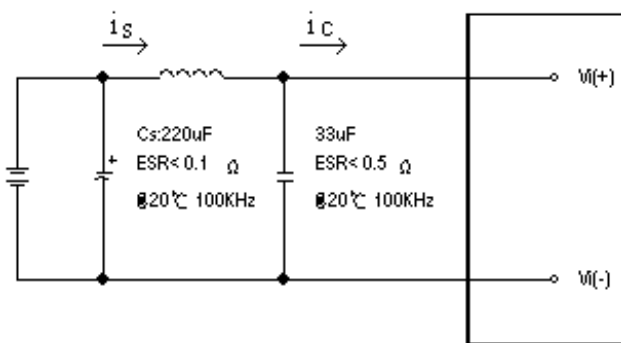 is
ic
Vi(+)
Cs:220uF
ESR< 0.1 Ω
@20℃ 100KHz
33uF
ESR< 0.5 Ω
@20℃ 100KHz
+
Vi(-)